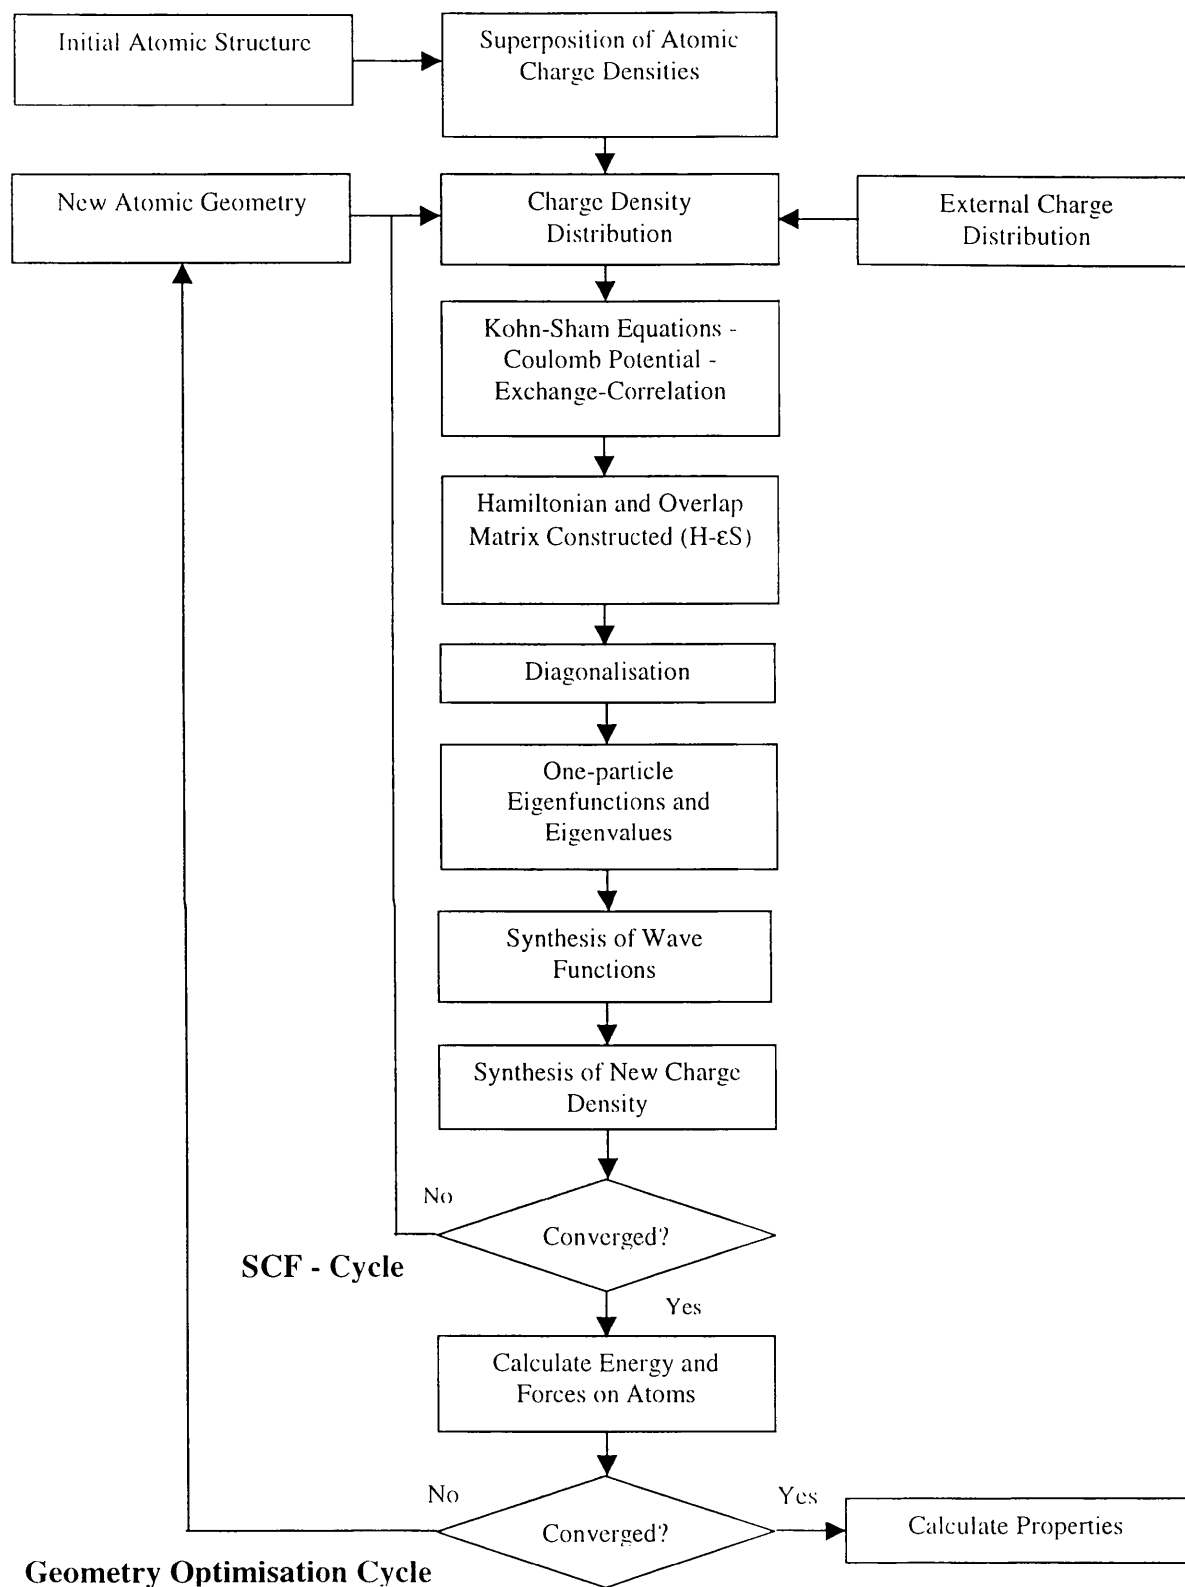 Initial Atomic Structure
Superposition of Atomic
Charge Densities
New Atomic Geometry
Charge Density
Distribution
External Charge
Distribution
Kohn-Sham Equations -
Coulomb Potential -
Exchange-Correlation
Hamiltonian and Overlap
Matrix Constructed (H-εS)
Diagonalisation
One-particle
Eigenfunctions and
Eigenvalues
Synthesis of Wave
Functions
Synthesis of New Charge
Density
No
Converged?
SCF - Cycle
Yes
Calculate Energy and
Forces on Atoms
No
Converged?
Yes
Calculate Properties
Geometry Optimisation Cycle